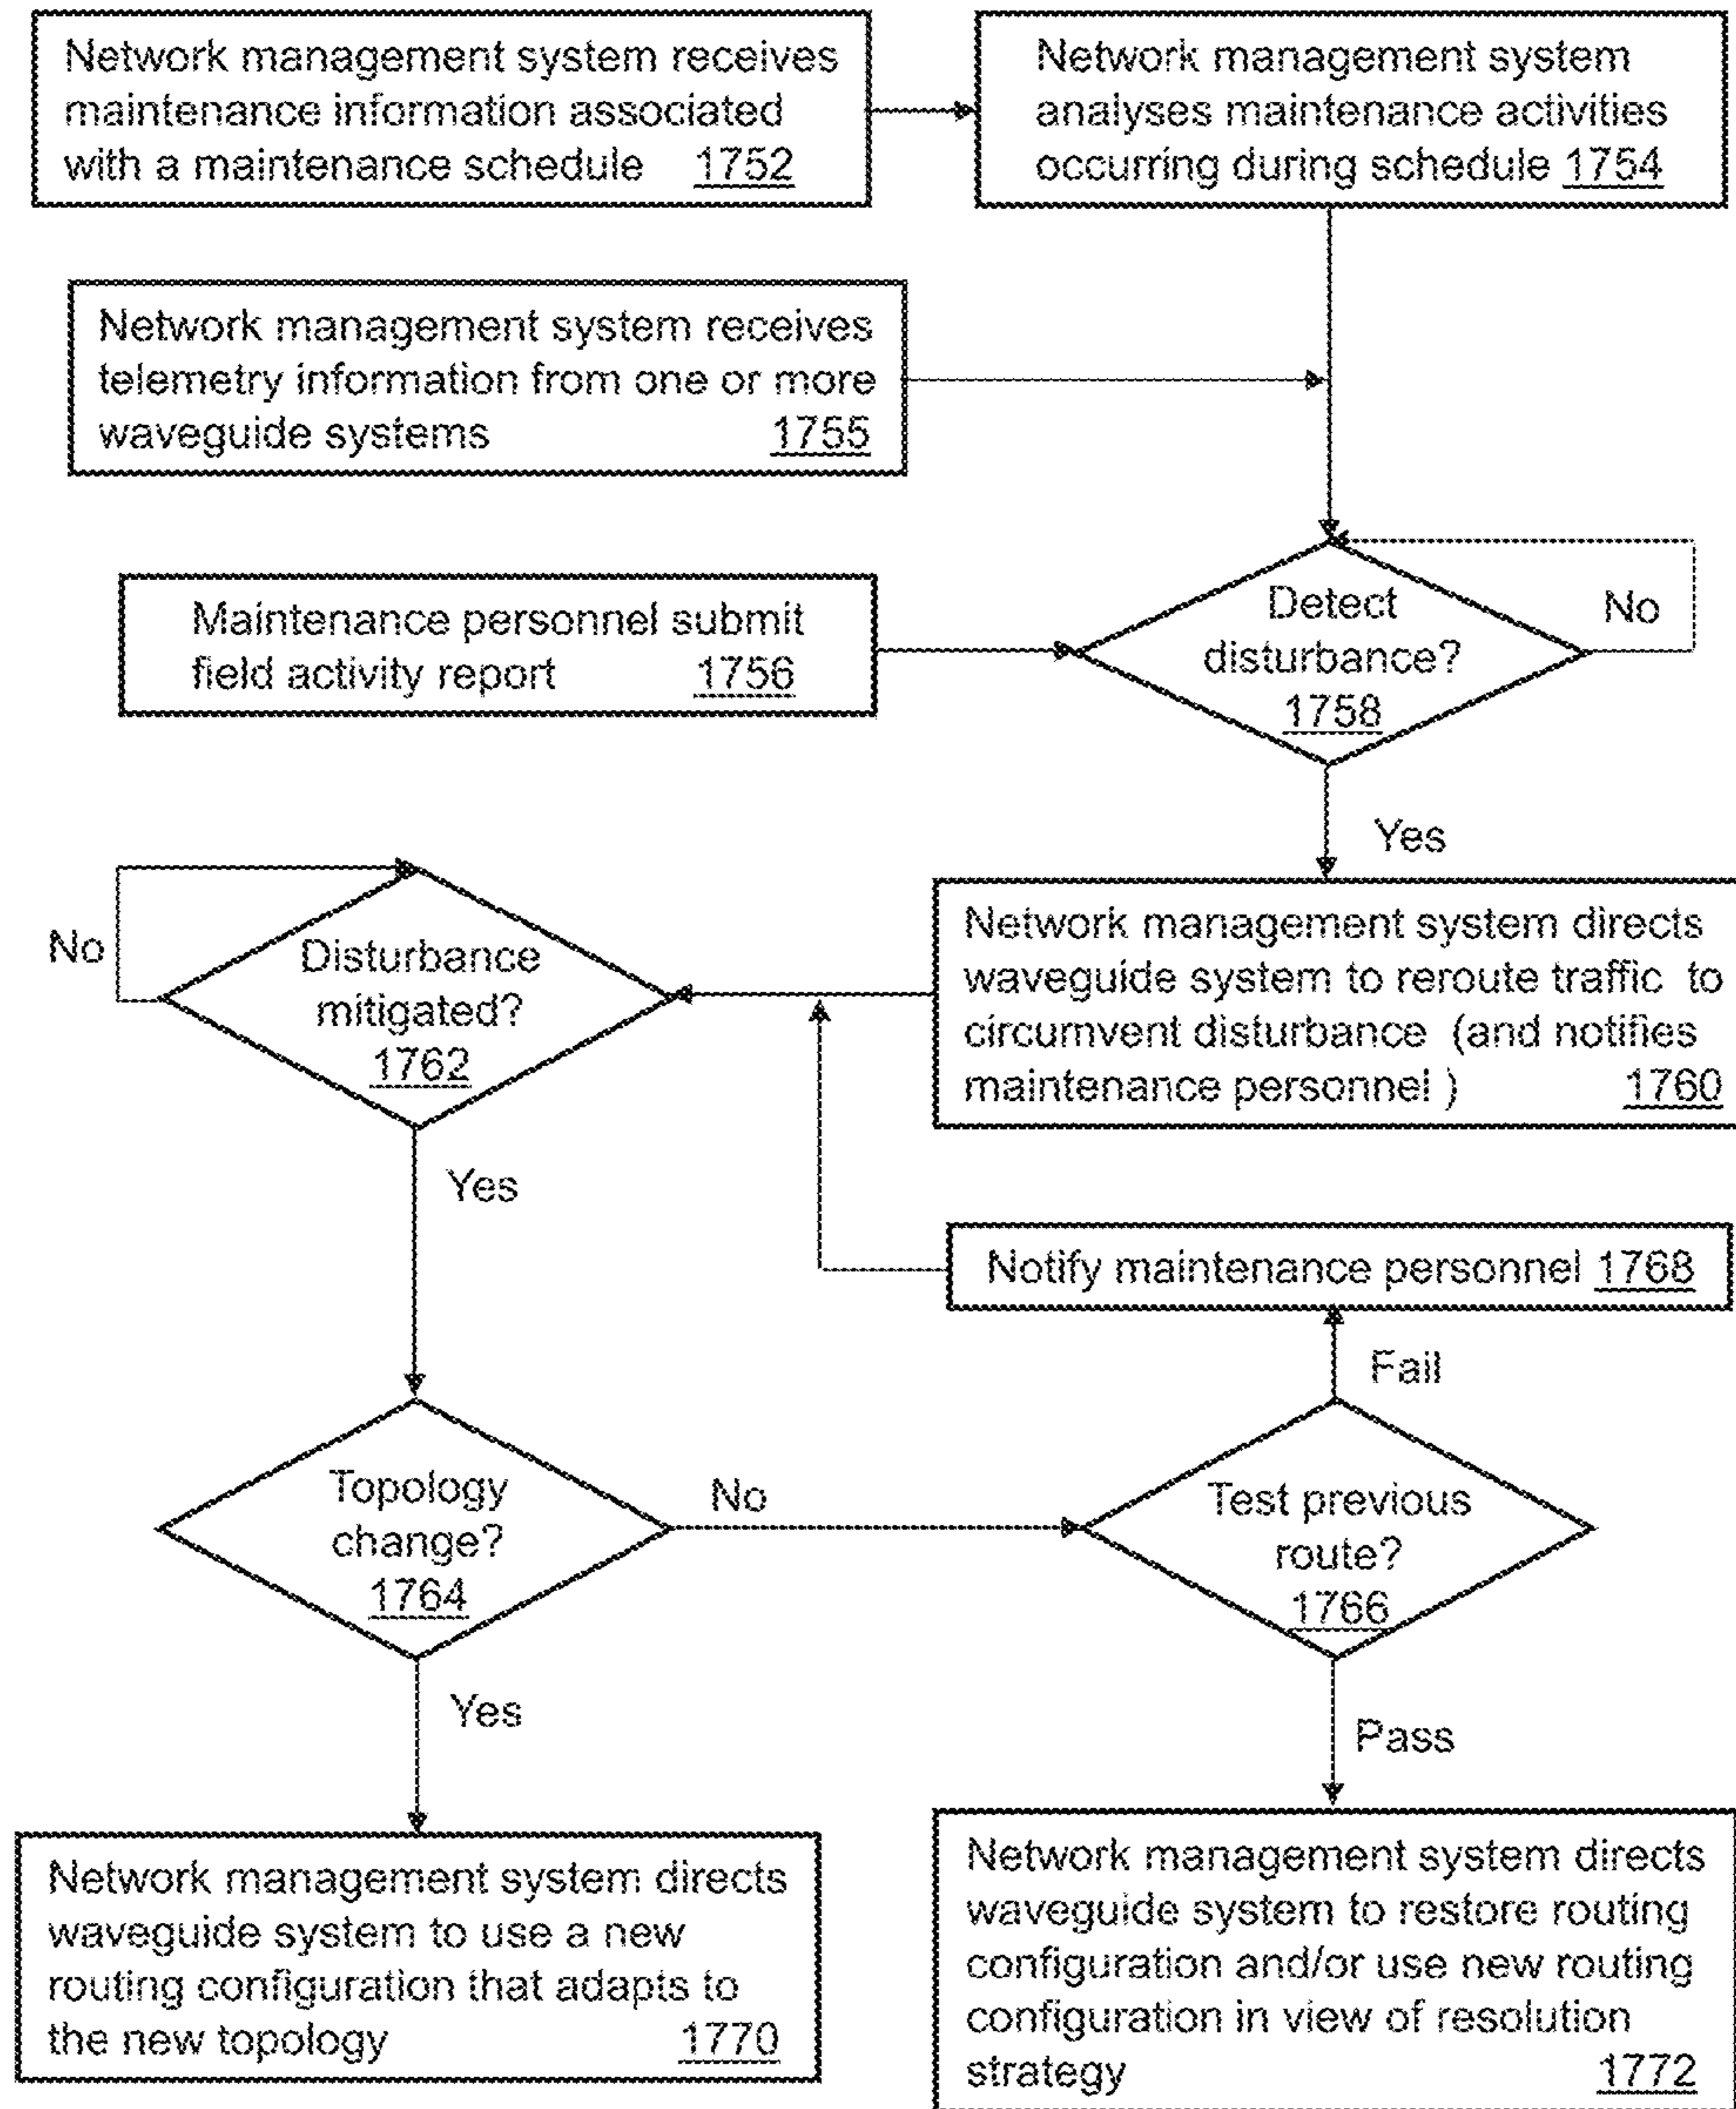 Network management system receives
maintenance information associated
with a maintenance schedule 1752
Network management system
analyses maintenance activities
occurring during schedule 1754
Network management system receives
telemetry information from one or more
waveguide systems 1755
Maintenance personnel submit
field activity report 1756
Detect
disturbance?
1758
No
Yes
Network management system directs
waveguide system to reroute traffic to
circumvent disturbance (and notifies
maintenance personnel ) 1760
No
Disturbance
mitigated?
1762
Yes
Notify maintenance personnel 1768
Fail
Topology
change?
1764
No
Test previous
route?
1766
Yes
Pass
Network management system directs
waveguide system to use a new
routing configuration that adapts to
the new topology 1770
Network management system directs
waveguide system to restore routing
configuration and/or use new routing
configuration in view of resolution
strategy 1772